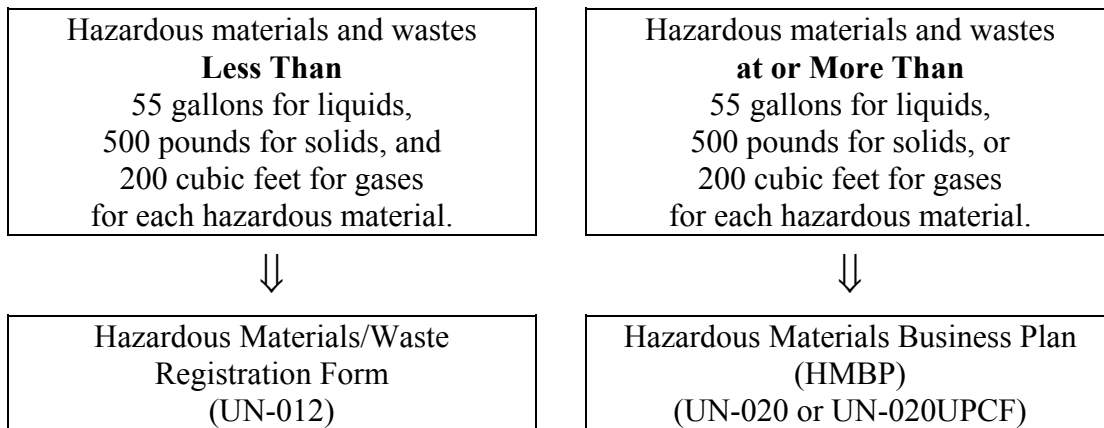 Hazardous materials and wastes
Less Than
55 gallons for liquids,
500 pounds for solids, and
200 cubic feet for gases
for each hazardous material.
⇓
Hazardous Materials/Waste
Registration Form
(UN-012)
Hazardous materials and wastes
at or More Than
55 gallons for liquids,
500 pounds for solids, or
200 cubic feet for gases
for each hazardous material.
⇓
Hazardous Materials Business Plan
(HMBP)
(UN-020 or UN-020UPCF)